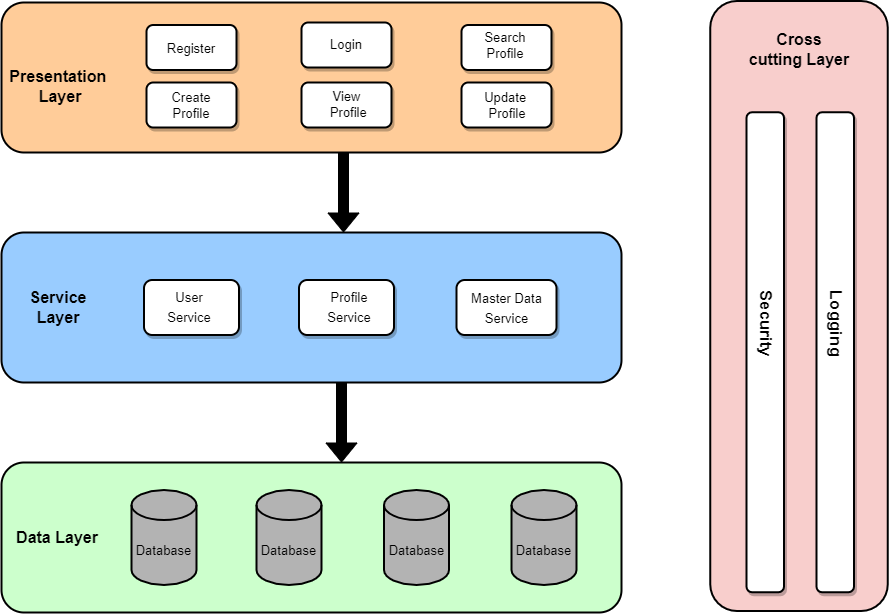 Presentation
Layer
Register
Login
Search
Profile
Create
Profile
View
Profile
Update
Profile
Service
Layer
User
Service
Profile
Service
Master Data
Service
Data Layer
Database
Database
Database
Database
Cross
cutting Layer
Security
Logging